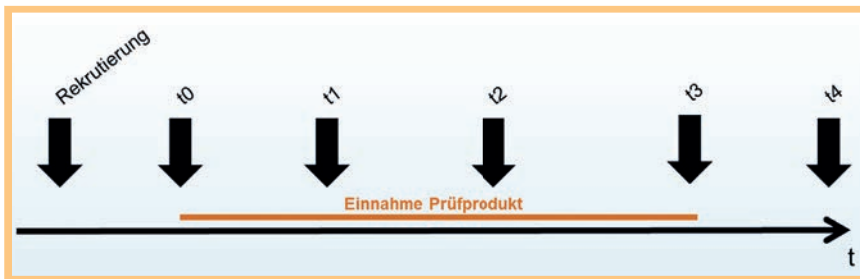 Rekrutierung
t0
t1
t2
t3
t4
Einnahme Prüfprodukt
t